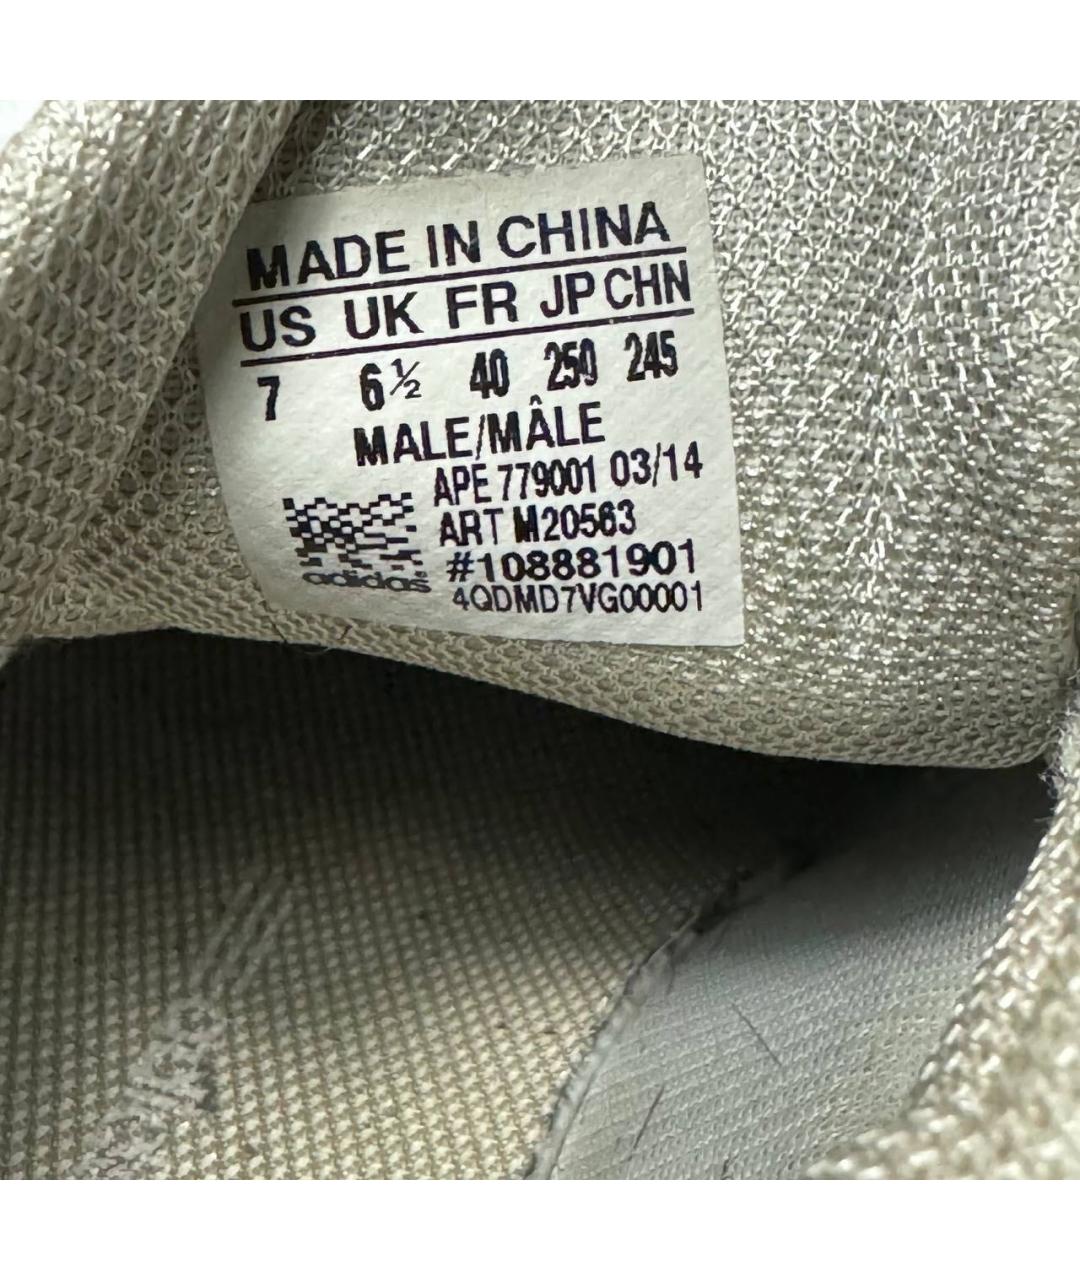 MADE IN CHINA
US UK FR JP CHN
7 6½ 40 250 245
MALE/MÂLE
APE 779001 03/14
ART M20563
#108881901
adidas
4QDMD7VG00001